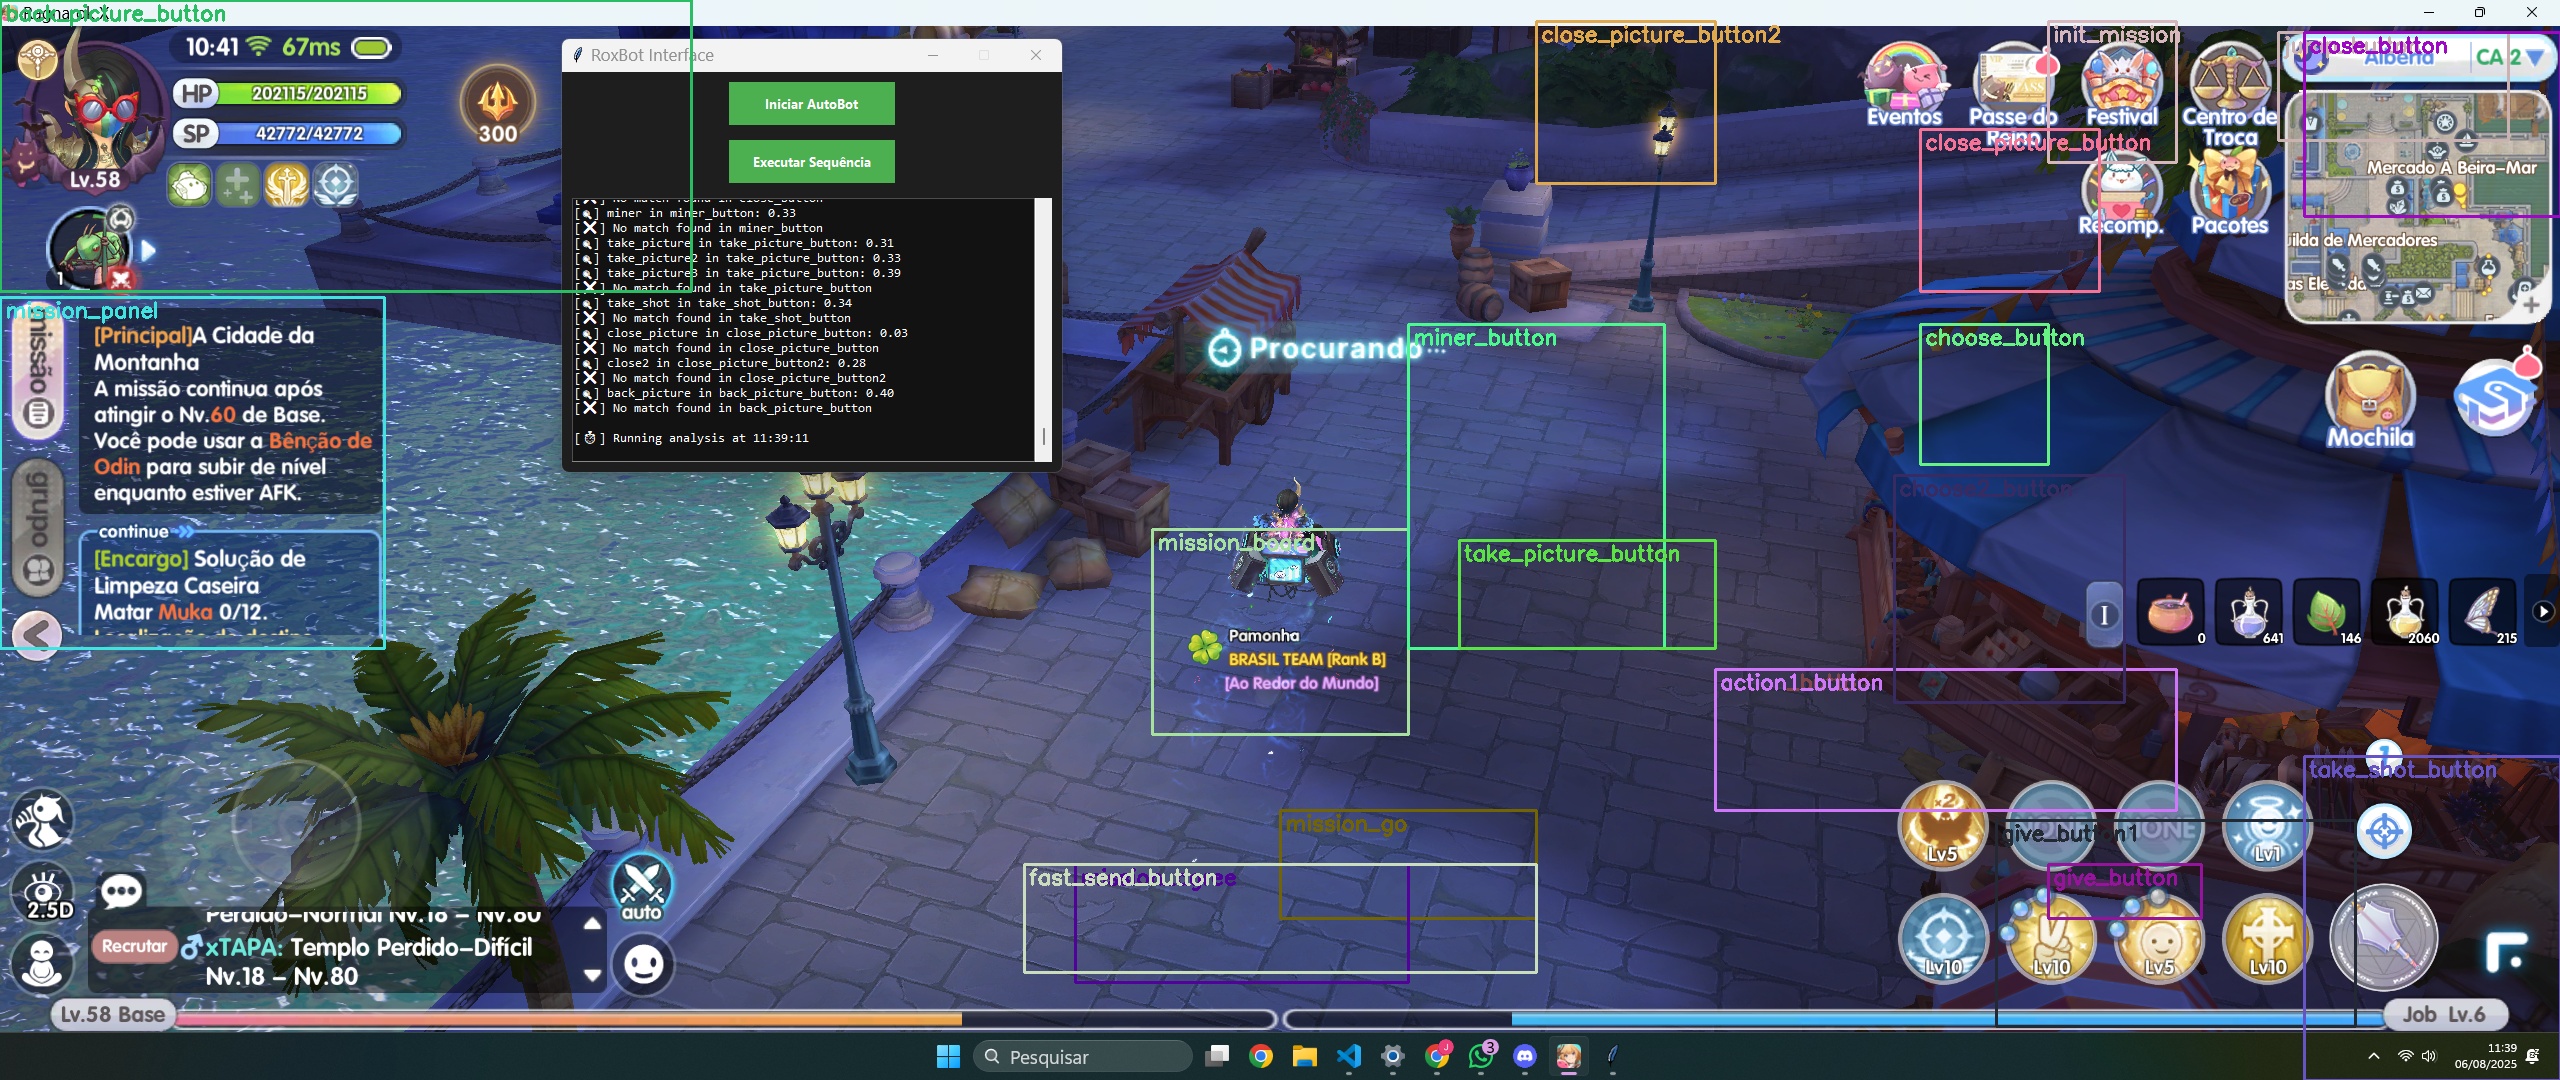 back_picture_button
10:41 67ms
HP 202115/202115
SP 42772/42772
300
Lv.58
1
RoxBot Interface
Iniciar AutoBot
Executar Sequência
[🔍] miner in miner_button: 0.33
[❌] No match found in miner_button
[🔍] take_picture in take_picture_button: 0.31
[🔍] take_picture2 in take_picture_button: 0.33
[🔍] take_picture3 in take_picture_button: 0.39
[❌] No match found in take_picture_button
[🔍] take_shot in take_shot_button: 0.34
[❌] No match found in take_shot_button
[🔍] close_picture in close_picture_button: 0.03
[❌] No match found in close_picture_button
[🔍] close2 in close_picture_button2: 0.28
[❌] No match found in close_picture_button2
[🔍] back_picture in back_picture_button: 0.40
[❌] No match found in back_picture_button
[⏱] Running analysis at 11:39:11
close_picture_button2
init_mission
close_button
Alberta
CA 2
Eventos
Passe do
Reino
Festival
Centro de
Troca
close_picture_button
Recomp.
Pacotes
Mercado À Beira-Mar
uilda de Mercadores
mission_panel
missão
[Principal]A Cidade da
Montanha
A missão continua após
atingir o Nv.60 de Base.
Você pode usar a Bênção de
Odin para subir de nível
enquanto estiver AFK.
grupo
continue
[Encargo] Solução de
Limpeza Caseira
Matar Muka 0/12.
Procurando...
miner_button
choose_button
Mochila
choose2_button
mission_board
take_picture_button
Pamonha
BRASIL TEAM [Rank B]
[Ao Redor do Mundo]
I
0
641
146
2060
215
action1_button
take_shot_button
mission_go
fast_send_button
give_button1
give_button
Lv5
Lv1
Lv10
Lv10
Lv5
Lv10
2.5D
auto
Perdido-Normal Nv.18 - Nv.80
Recrutar
xTAPA: Templo Perdido-Difícil
Nv.18 - Nv.80
Lv.58 Base
Job Lv.6
Pesquisar
3
11:39
06/08/2025